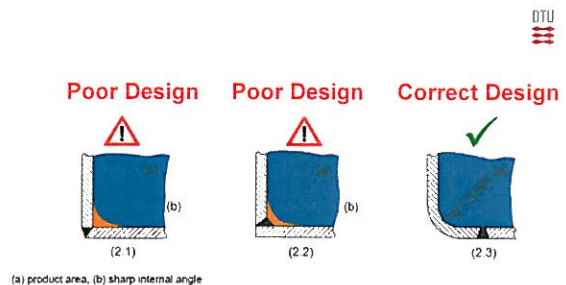 DTU
Poor Design
Poor Design
Correct Design
(b)
(b)
(2.1)
(2.2)
(2.3)
(a) product area, (b) sharp internal angle